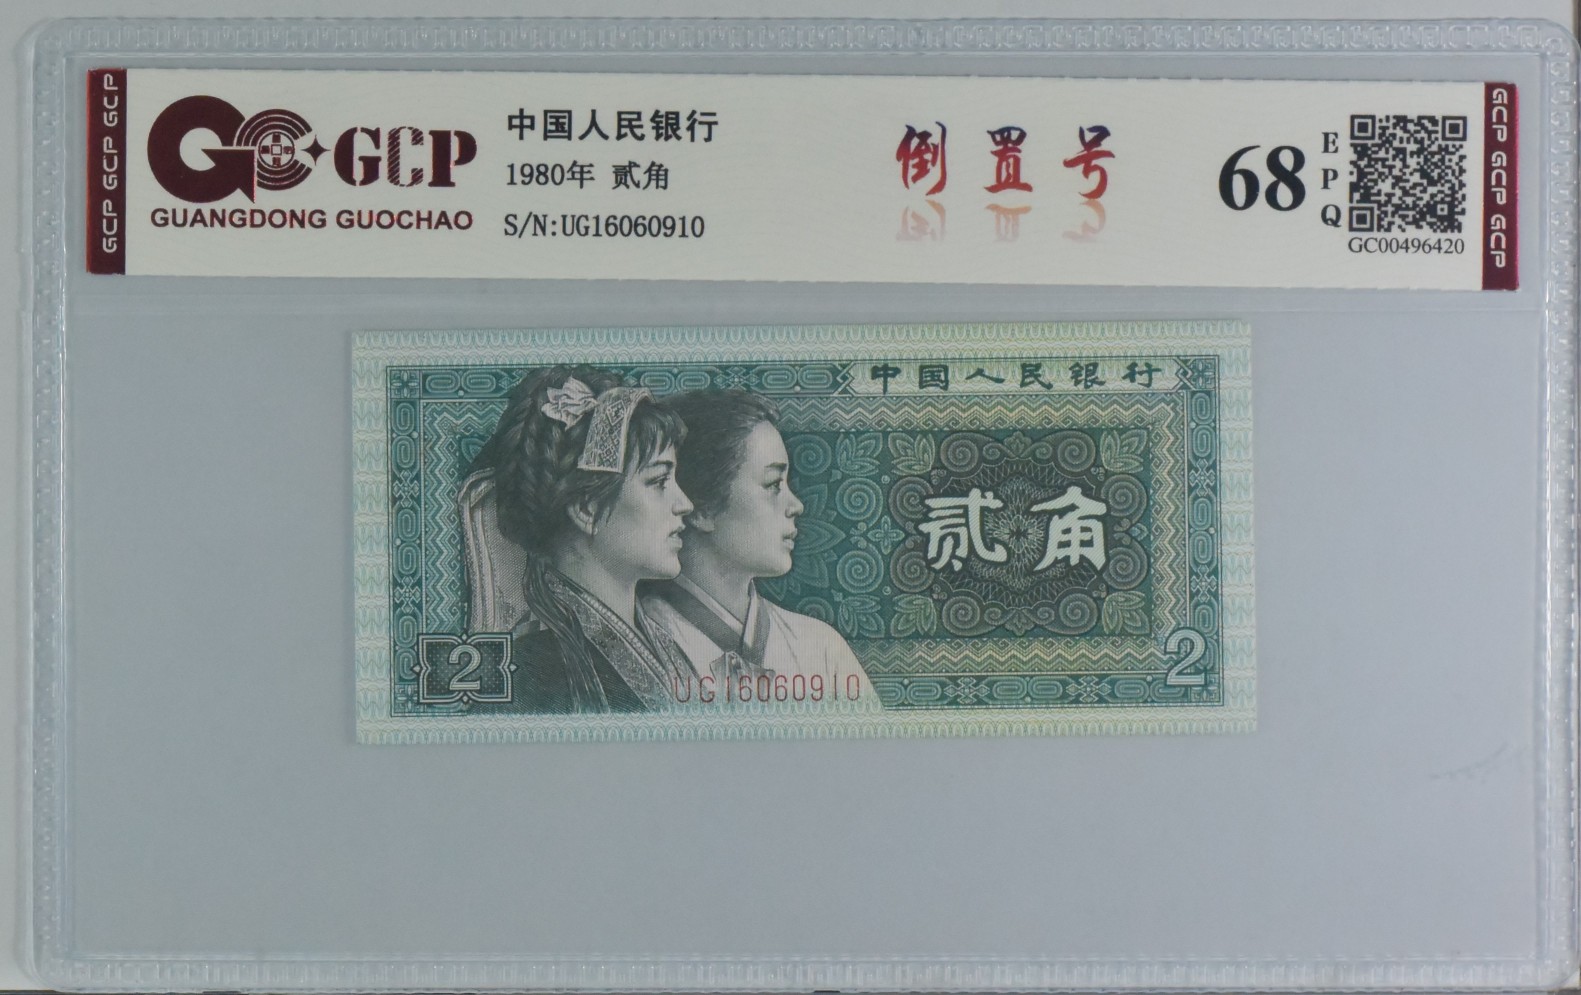 GCP GCP GCP
GCP
GUANGDONG GUOCHAO
中国人民银行
1980年 贰角
S/N:UG16060910
倒置号
68
EPQ
GC00496420
GCP GCP GCP
中国人民银行
贰角
2
2
UG16060910